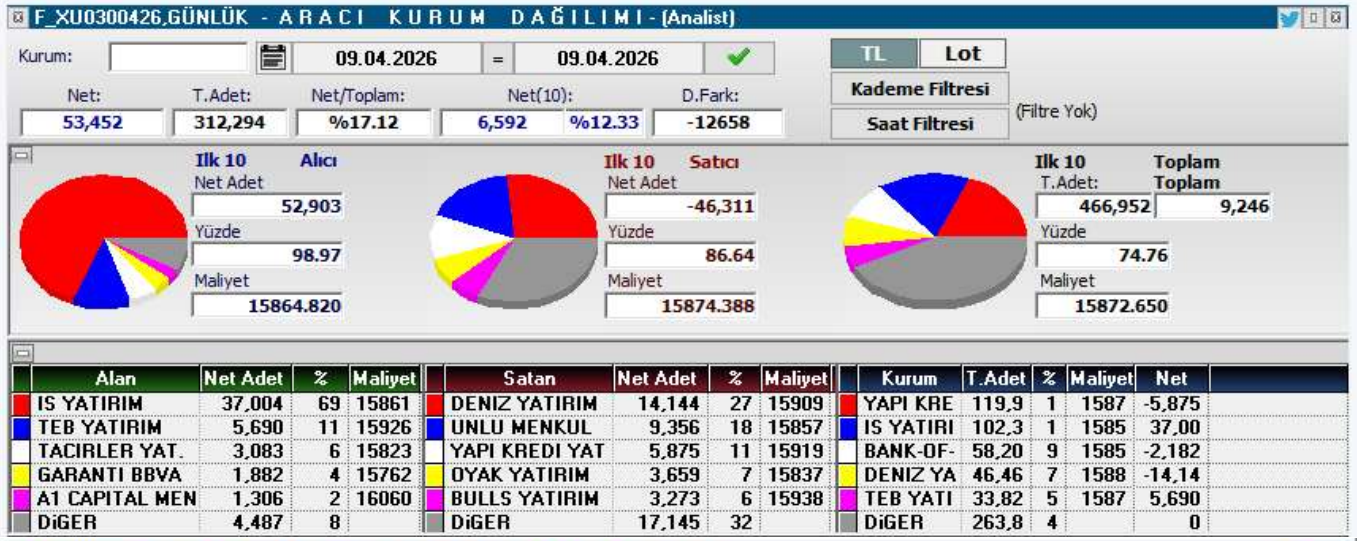 F_XU0300426,GÜNLÜK - ARACI KURUM DAĞILIMI - (Analist)
Kurum: 09.04.2026 = 09.04.2026 TL Lot
Kademe Filtresi
Net: T.Adet: Net/Toplam: Net(10): D.Fark:
53,452 312,294 %17.12 6,592 %12.33 -12658
Saat Filtresi (Filtre Yok)
Ilk 10 Alıcı Ilk 10 Satıcı Ilk 10 Toplam
Net Adet Net Adet T.Adet: Toplam
52,903 -46,311 466,952 9,246
Yüzde Yüzde Yüzde
98.97 86.64 74.76
Maliyet Maliyet Maliyet
15864.820 15874.388 15872.650
Alan Net Adet % Maliyet Satan Net Adet % Maliyet Kurum T.Adet % Maliyet Net
IS YATIRIM 37,004 69 15861 DENIZ YATIRIM 14,144 27 15909 YAPI KRE 119,9 1 1587 -5,875
TEB YATIRIM 5,690 11 15926 UNLU MENKUL 9,356 18 15857 IS YATIRI 102,3 1 1585 37,00
TACIRLER YAT. 3,083 6 15823 YAPI KREDI YAT 5,875 11 15919 BANK-OF- 58,20 9 1585 -2,182
GARANTI BBVA 1,882 4 15762 OYAK YATIRIM 3,659 7 15837 DENIZ YA 46,46 7 1588 -14,14
A1 CAPITAL MEN 1,306 2 16060 BULLS YATIRIM 3,273 6 15938 TEB YATI 33,82 5 1587 5,690
DiĞER 4,487 8 DiĞER 17,145 32 DiĞER 263,8 4 0